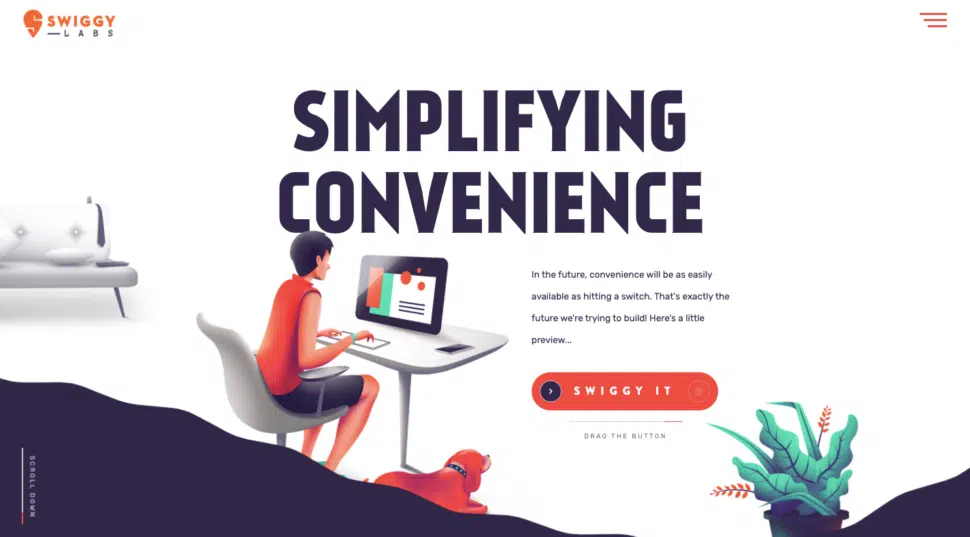 SWIGGY
LABS
SIMPLIFYING
CONVENIENCE
In the future, convenience will be as easily
available as hitting a switch. That's exactly the
future we're trying to build! Here's a little
preview...
SWIGGY IT
DRAG THE BUTTON
SCROLL DOWN